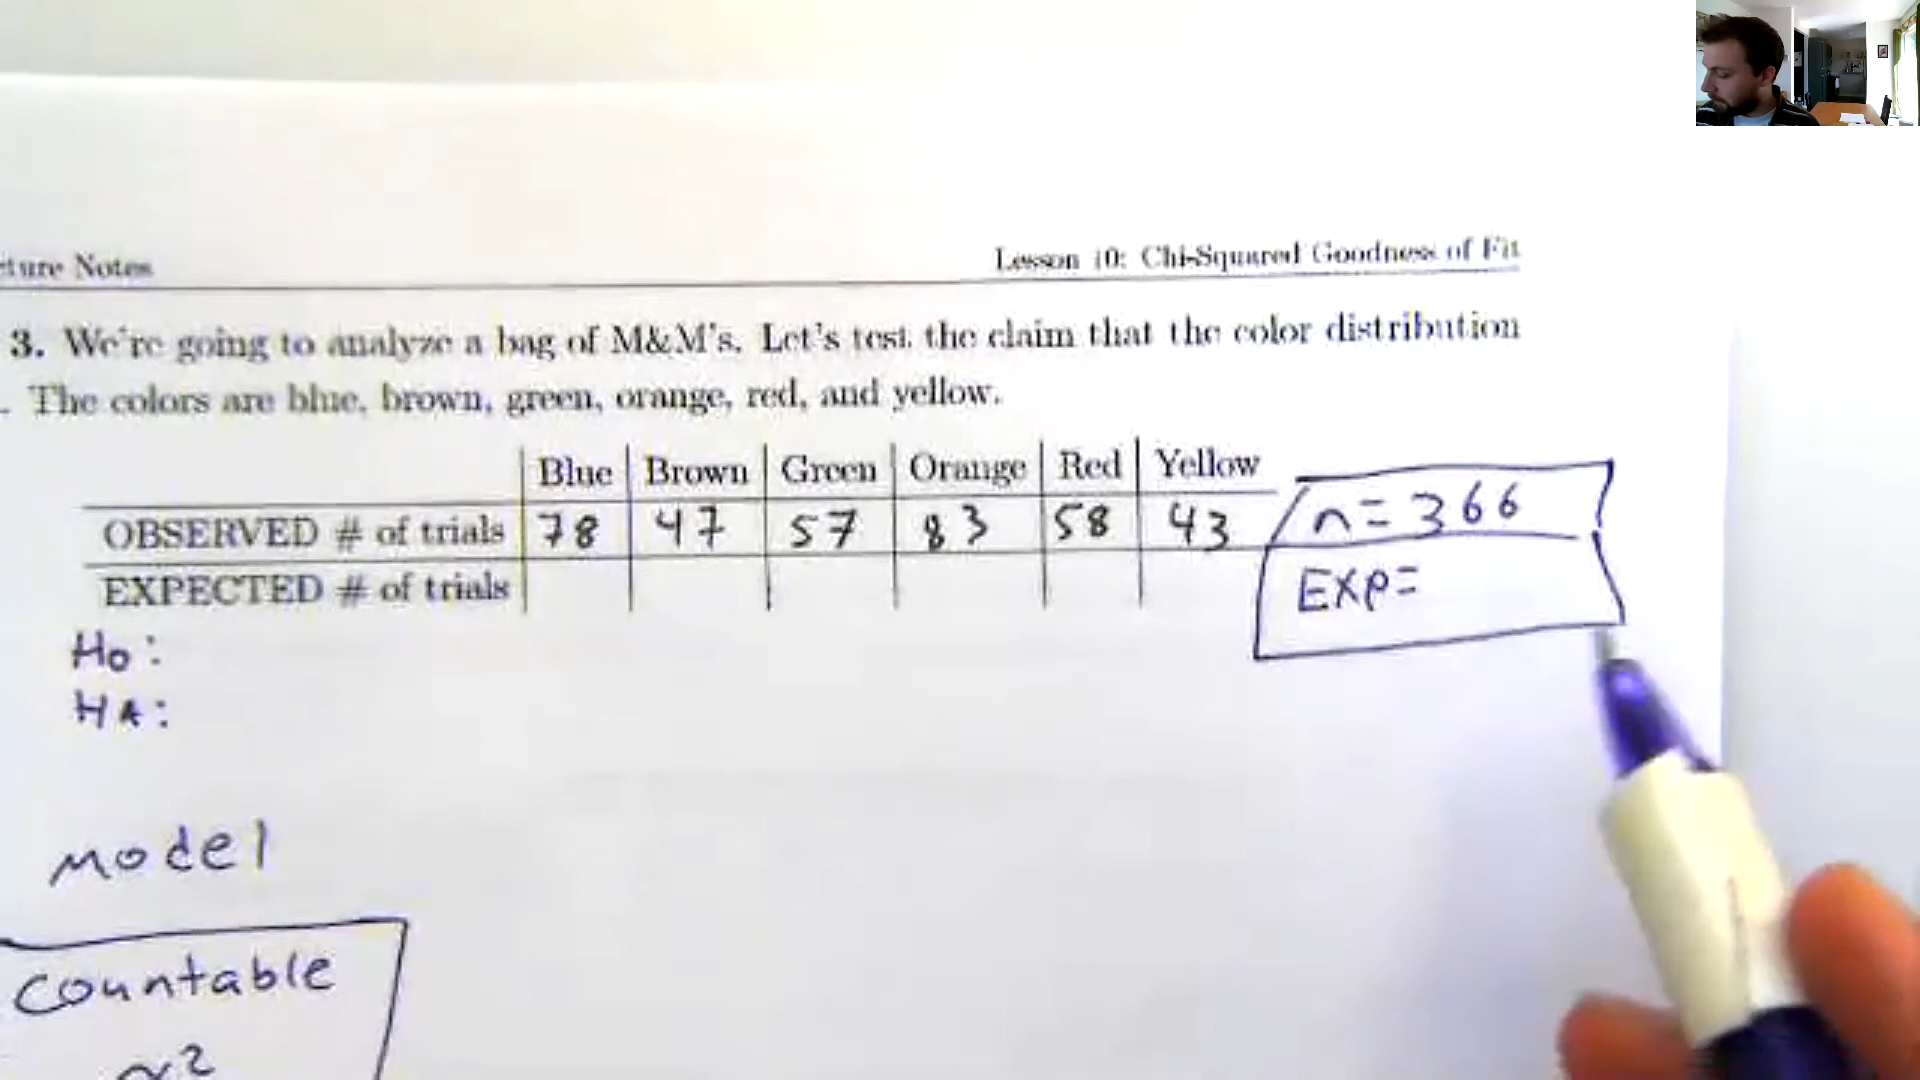 ture Notes Lesson 10: Chi-Squared Goodness of Fit
3. We're going to analyze a bag of M&M's. Let's test the claim that the color distribution
. The colors are blue, brown, green, orange, red, and yellow.
Blue Brown Green Orange Red Yellow
OBSERVED # of trials 78 47 57 83 58 43 n = 366
EXPECTED # of trials EXP=
Ho:
HA:
model
Countable
x²